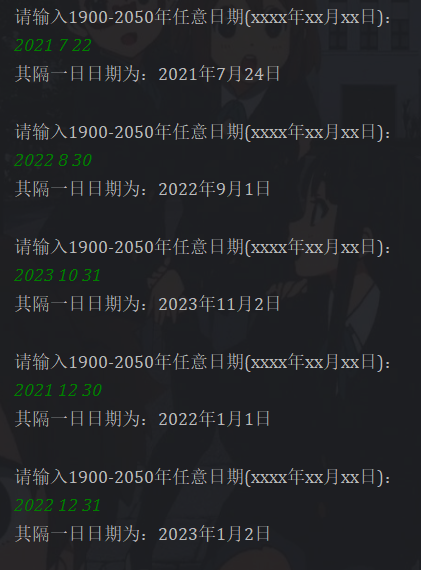 请输入1900-2050年任意日期(xxxx年xx月xx日)：
2021 7 22
其隔一日日期为：2021年7月24日
请输入1900-2050年任意日期(xxxx年xx月xx日)：
2022 8 30
其隔一日日期为：2022年9月1日
请输入1900-2050年任意日期(xxxx年xx月xx日)：
2023 10 31
其隔一日日期为：2023年11月2日
请输入1900-2050年任意日期(xxxx年xx月xx日)：
2021 12 30
其隔一日日期为：2022年1月1日
请输入1900-2050年任意日期(xxxx年xx月xx日)：
2022 12 31
其隔一日日期为：2023年1月2日